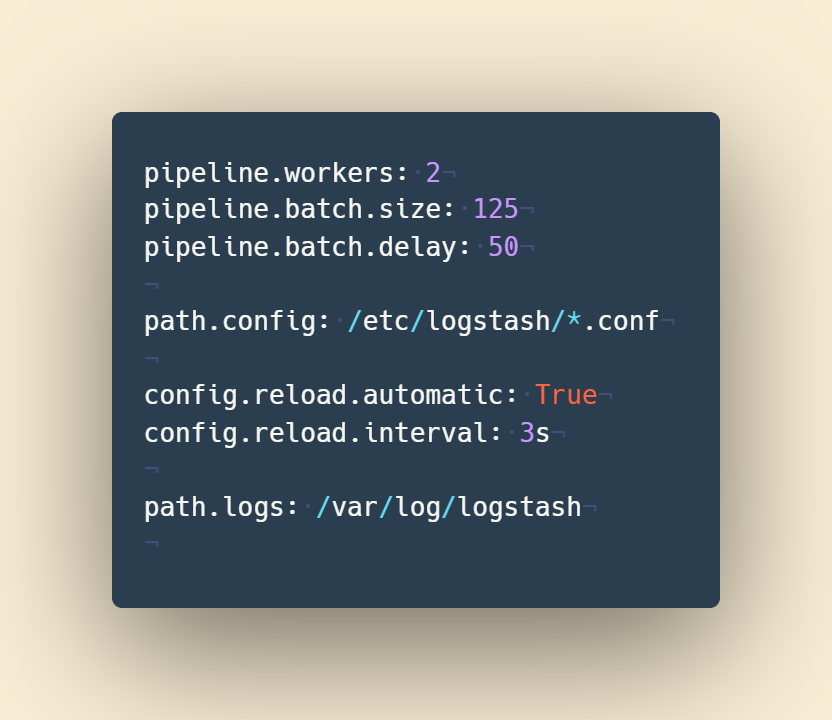 pipeline.workers: 2
pipeline.batch.size: 125
pipeline.batch.delay: 50

path.config: /etc/logstash/*.conf

config.reload.automatic: True
config.reload.interval: 3s

path.logs: /var/log/logstash